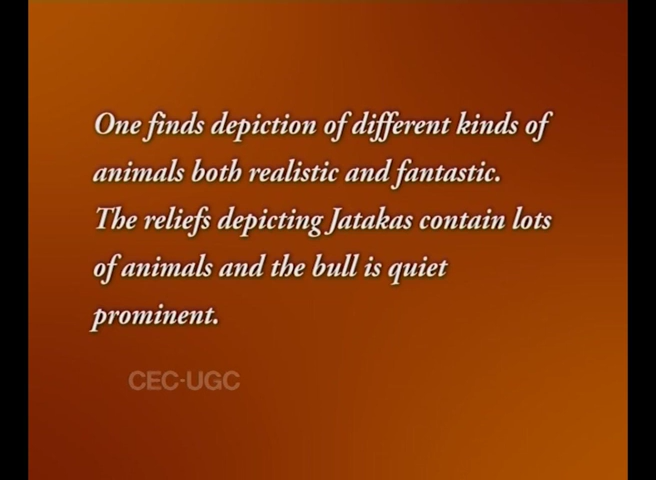 One finds depiction of different kinds of
animals both realistic and fantastic.
The reliefs depicting Jatakas contain lots
of animals and the bull is quiet
prominent.
CEC-UGC